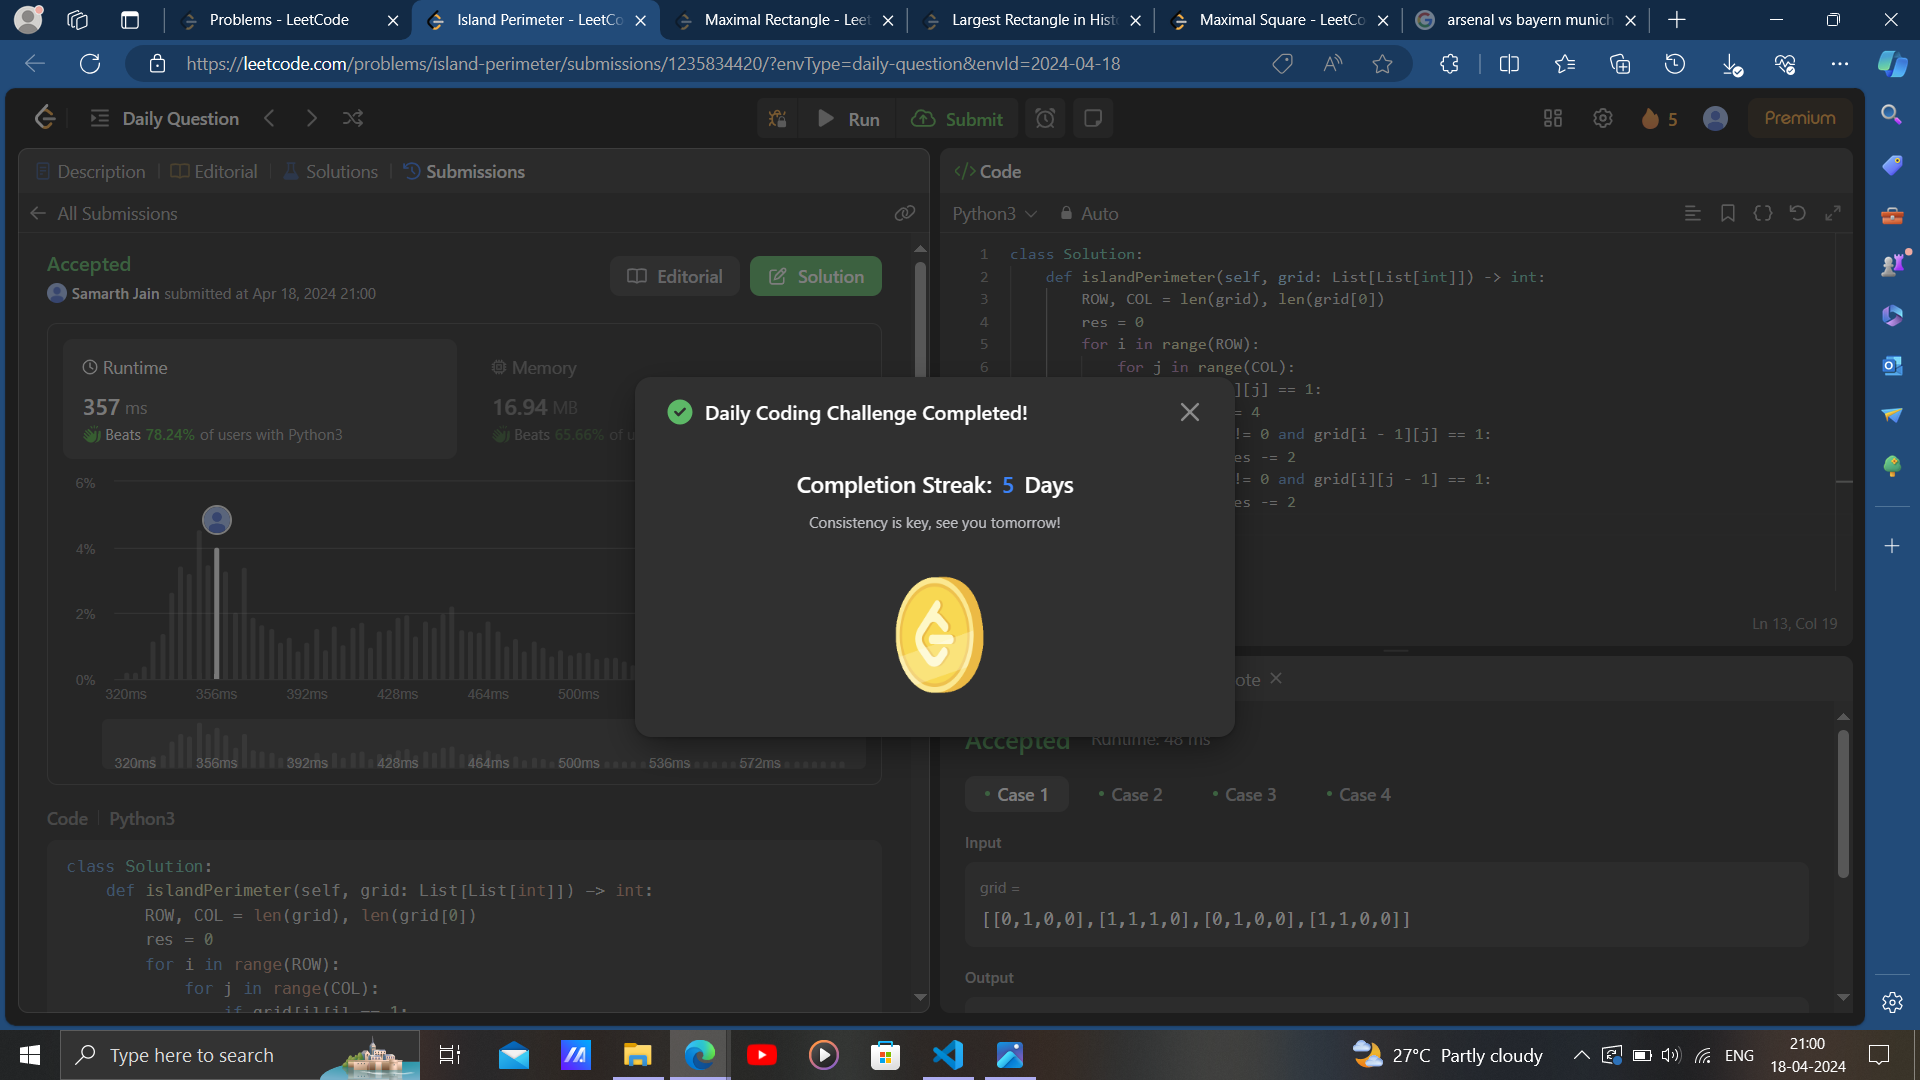 Problems - LeetCode
Island Perimeter - LeetCo
Maximal Rectangle - Leet
Largest Rectangle in Hist
Maximal Square - LeetCo
arsenal vs bayern munich
https://leetcode.com/problems/island-perimeter/submissions/1235834420/?envType=daily-question&envId=2024-04-18
Daily Question
Run
Submit
5
Premium
Description
Editorial
Solutions
Submissions
All Submissions
Accepted
Samarth Jain submitted at Apr 18, 2024 21:00
Editorial
Solution
Runtime
357 ms
Beats 78.24% of users with Python3
Memory
16.94 MB
Beats 65.66% of u
6%
4%
2%
0%
320ms 356ms 392ms 428ms 464ms 500ms
320ms 356ms 392ms 428ms 464ms 500ms 536ms 572ms
Code
Python3
class Solution:
def islandPerimeter(self, grid: List[List[int]]) -> int:
ROW, COL = len(grid), len(grid[0])
res = 0
for i in range(ROW):
for j in range(COL):
if grid[i][j] == 1:
Daily Coding Challenge Completed!
Completion Streak: 5 Days
Consistency is key, see you tomorrow!
</> Code
Python3
Auto
1 class Solution:
2 def islandPerimeter(self, grid: List[List[int]]) -> int:
3 ROW, COL = len(grid), len(grid[0])
4 res = 0
5 for i in range(ROW):
6 for j in range(COL):
][j] == 1:
= 4
!= 0 and grid[i - 1][j] == 1:
es -= 2
!= 0 and grid[i][j - 1] == 1:
es -= 2
Ln 13, Col 19
ote
Accepted
Runtime: 48 ms
Case 1
Case 2
Case 3
Case 4
Input
grid =
[[0,1,0,0],[1,1,1,0],[0,1,0,0],[1,1,0,0]]
Output
Type here to search
27°C Partly cloudy
ENG
21:00
18-04-2024